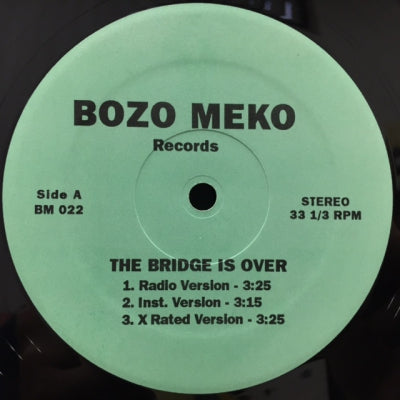 BOZO MEKO
Records
Side A
BM 022
STEREO
33 1/3 RPM
THE BRIDGE IS OVER
1. Radio Version - 3:25
2. Inst. Version - 3:15
3. X Rated Version - 3:25